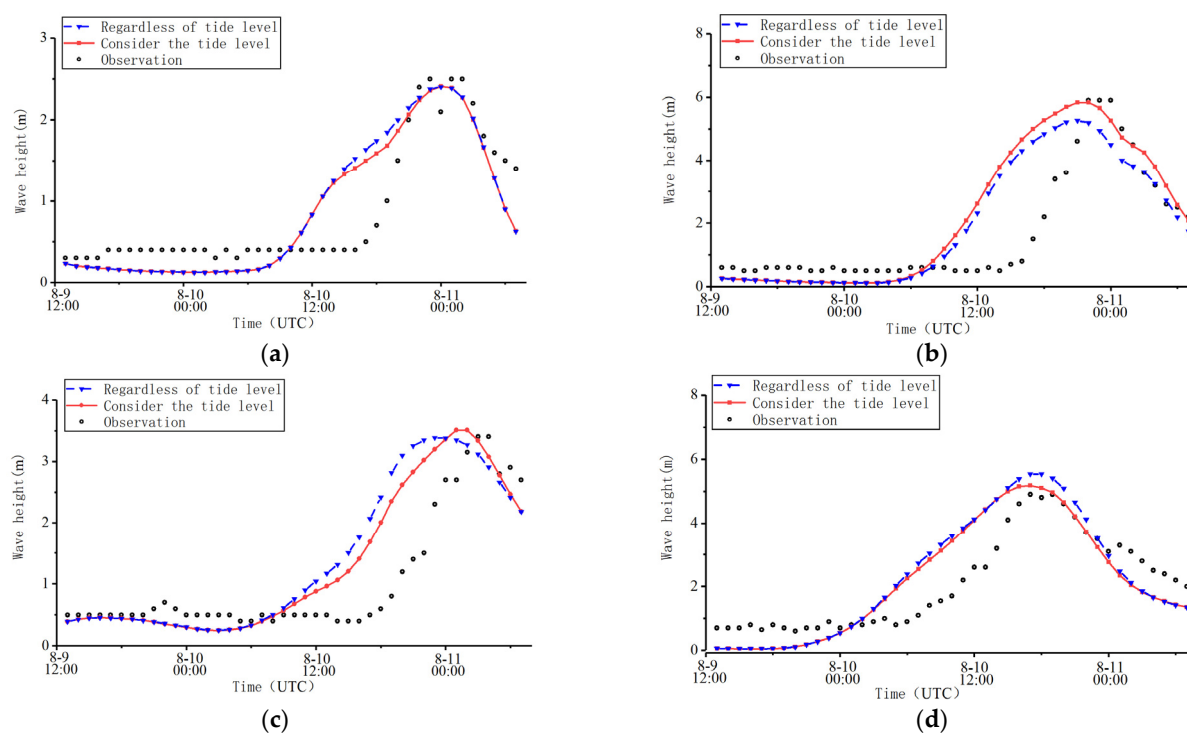 Regardless of tide level
Consider the tide level
Observation
Wave height(m)
3
2
1
0
8-9
12:00
8-10
00:00
8-10
12:00
8-11
00:00
Time (UTC)
(a)
Regardless of tide level
Consider the tide level
Observation
Wave height(m)
8
6
4
2
0
8-9
12:00
8-10
00:00
8-10
12:00
8-11
00:00
Time (UTC)
(b)
Regardless of tide level
Consider the tide level
Observation
Wave height(m)
4
3
2
1
0
8-9
12:00
8-10
00:00
8-10
12:00
8-11
00:00
Time (UTC)
(c)
Regardless of tide level
Consider the tide level
Observation
Wave height(m)
8
6
4
2
0
8-9
12:00
8-10
00:00
8-10
12:00
8-11
00:00
Time (UTC)
(d)